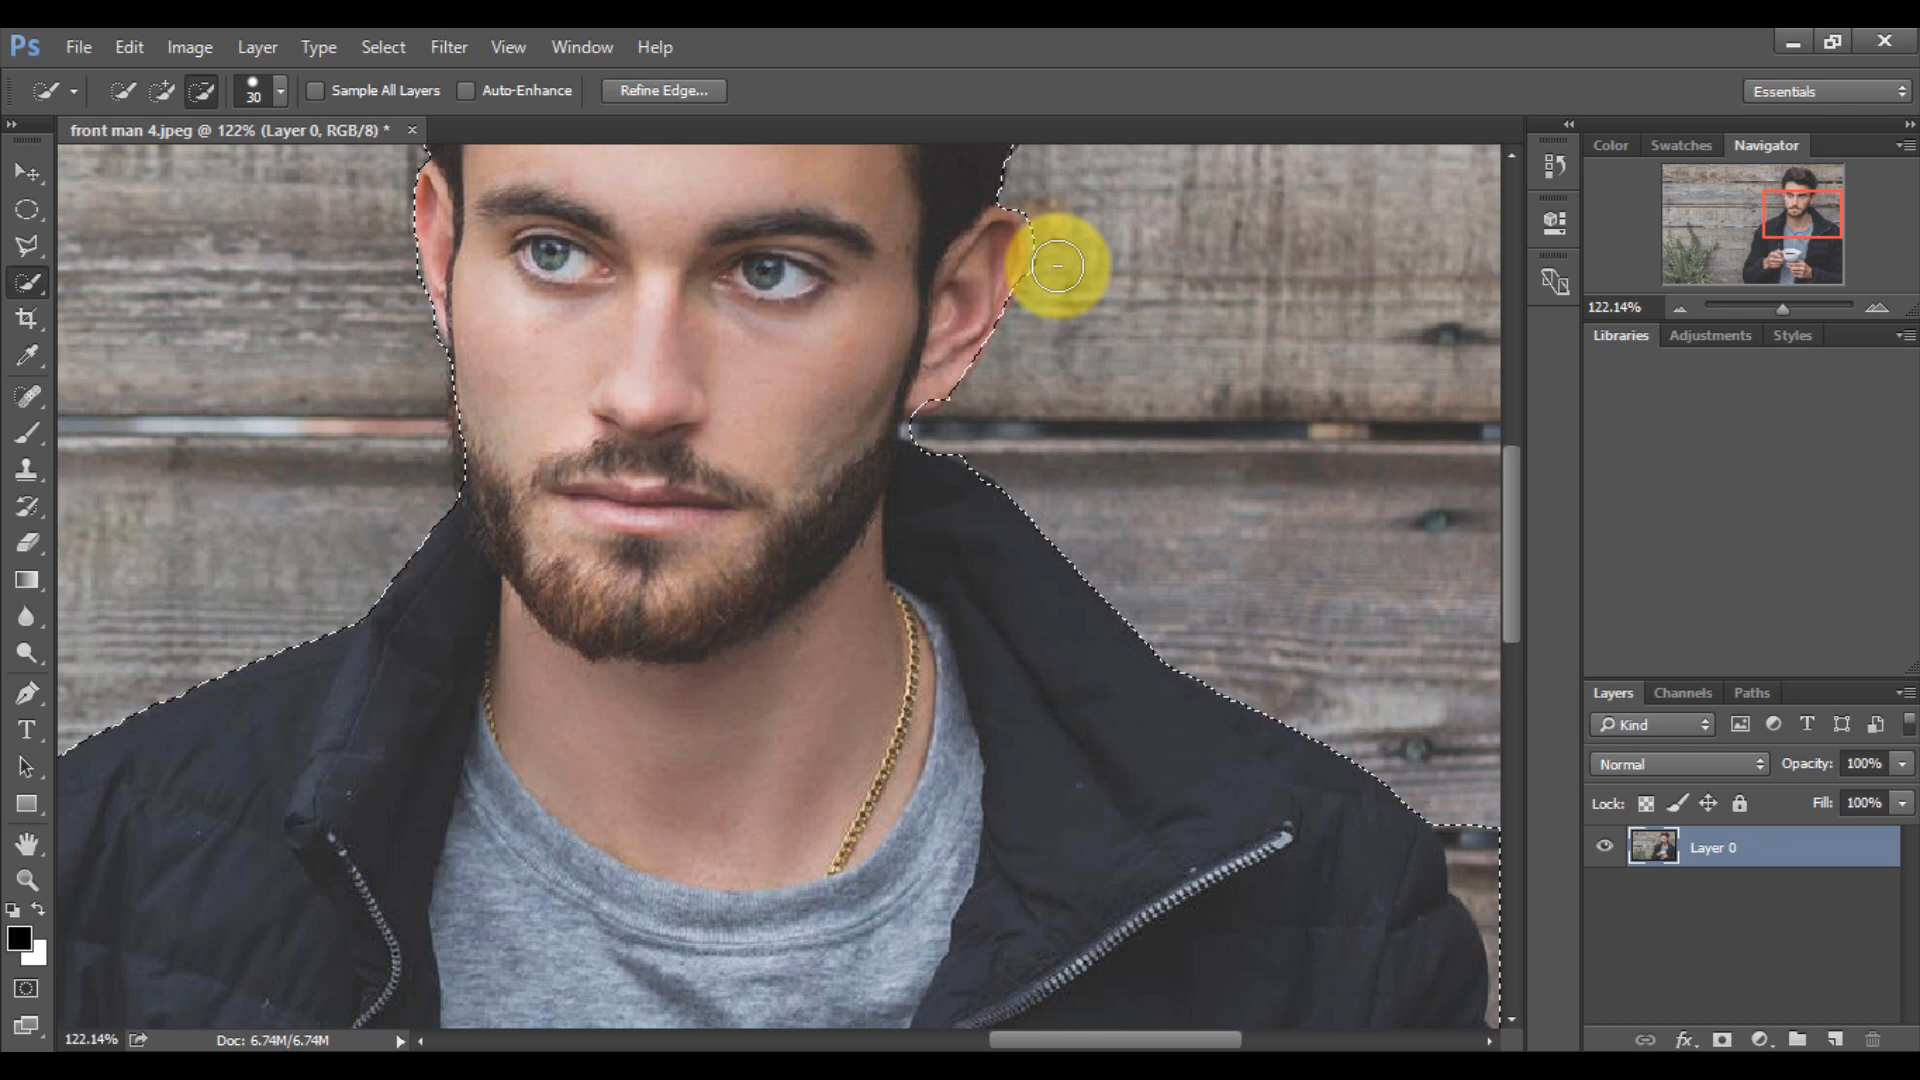 Ps File Edit Image Layer Type Select Filter View Window Help
30 Sample All Layers Auto-Enhance Refine Edge... Essentials
front man 4.jpeg @ 122% (Layer 0, RGB/8) * ×
Color Swatches Navigator
122.14%
Libraries Adjustments Styles
Layers Channels Paths
Kind
Normal Opacity: 100%
Lock: Fill: 100%
Layer 0
122.14% Doc: 6.74M/6.74M
fx